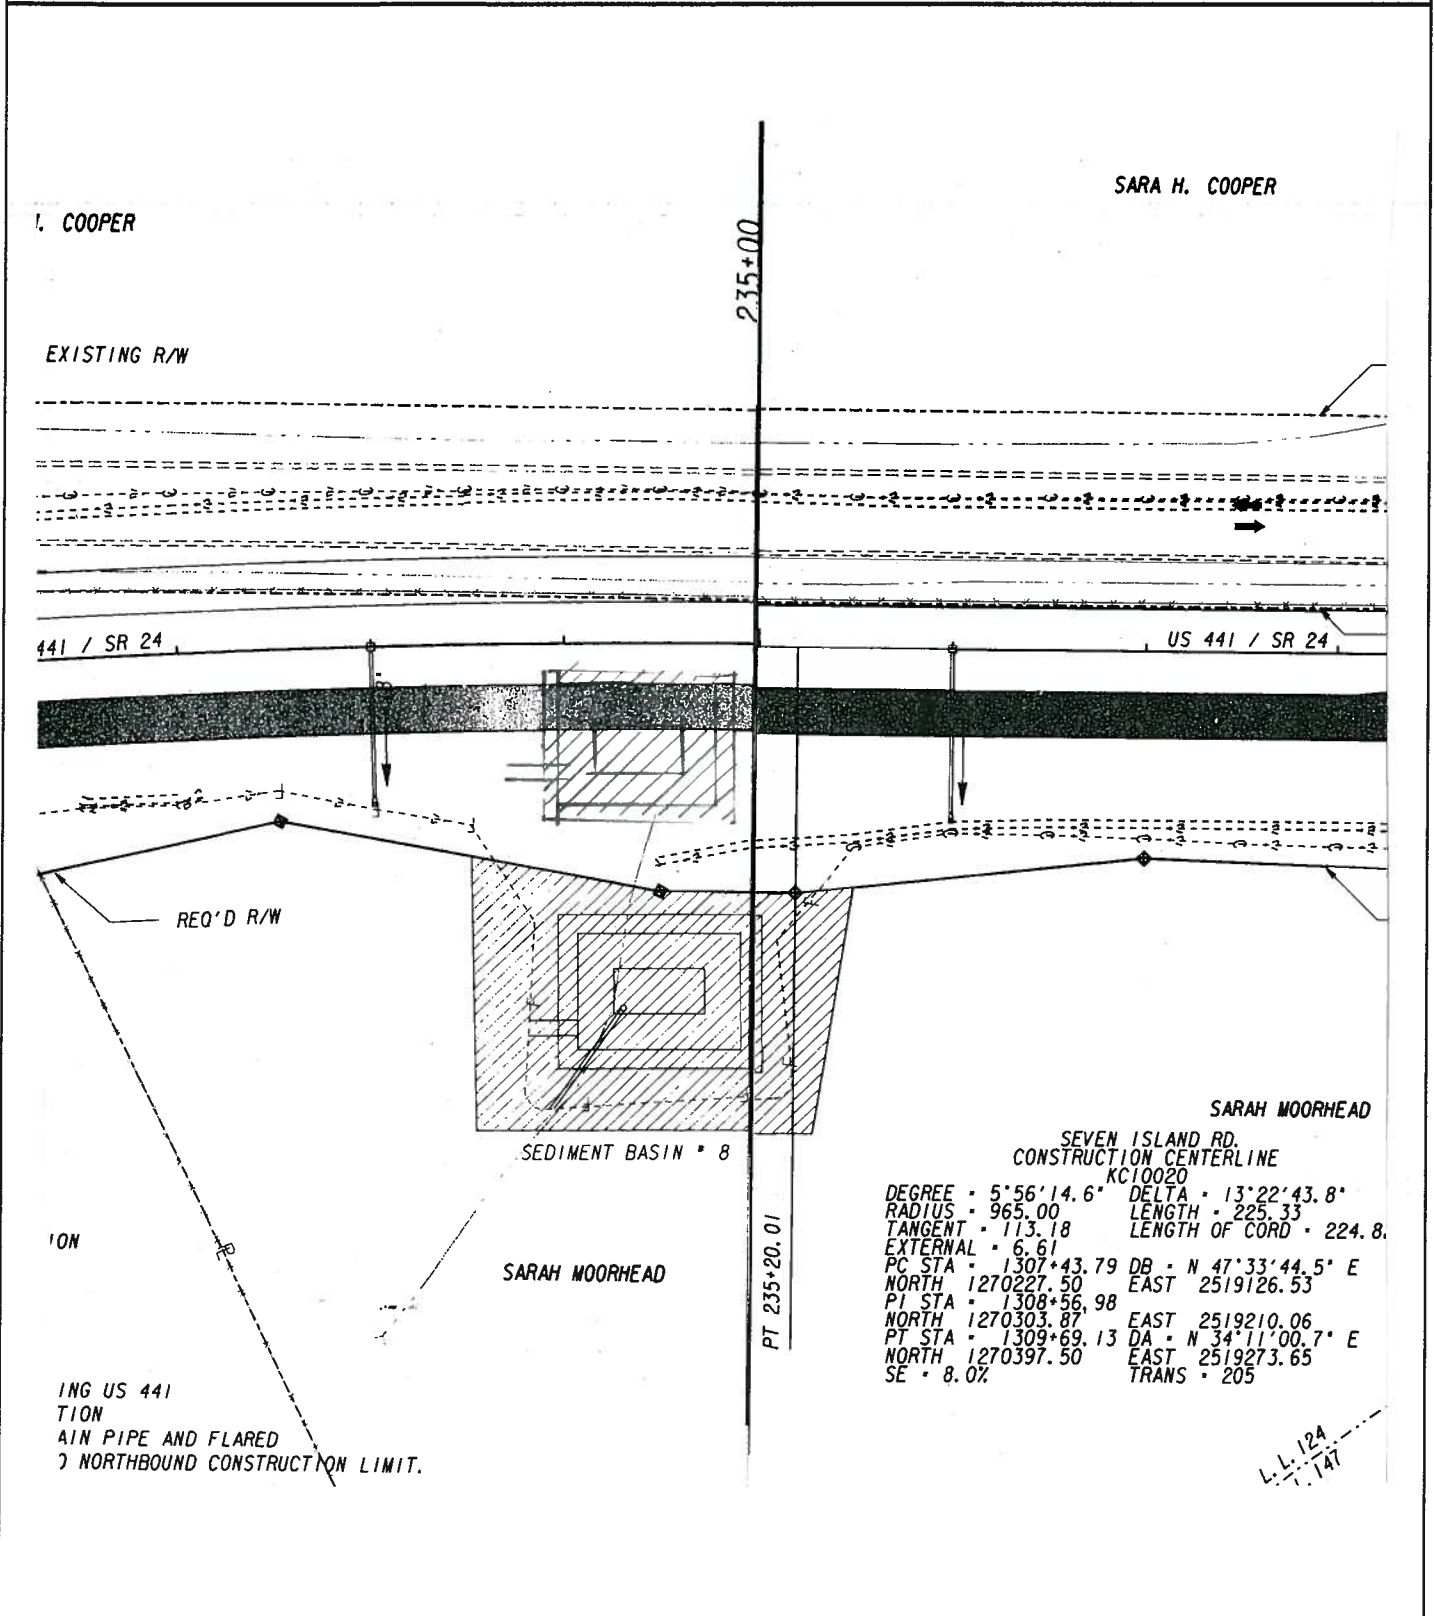 SARA H. COOPER
. COOPER
235+00
EXISTING R/W
441 / SR 24
US 441 / SR 24
REQ'D R/W
SEDIMENT BASIN # 8
SARAH MOORHEAD
SEVEN ISLAND RD.
CONSTRUCTION CENTERLINE
KC10020
DEGREE = 5°56'14.6" DELTA = 13°22'43.8"
RADIUS = 965.00 LENGTH = 225.33
TANGENT = 113.18 LENGTH OF CORD = 224.8
EXTERNAL = 6.61
PC STA = 1307+43.79 DB = N 47°33'44.5" E
NORTH 1270227.50 EAST 2519126.53
PI STA = 1308+56.98
NORTH 1270303.87 EAST 2519210.06
PT STA = 1309+69.13 DA = N 34°11'00.7" E
NORTH 1270397.50 EAST 2519273.65
SE = 8.0% TRANS = 205
PT 235+20.01
SARAH MOORHEAD
ION
ING US 441
TION
AIN PIPE AND FLARED
O NORTHBOUND CONSTRUCTION LIMIT.
L.L. 124
L. 147